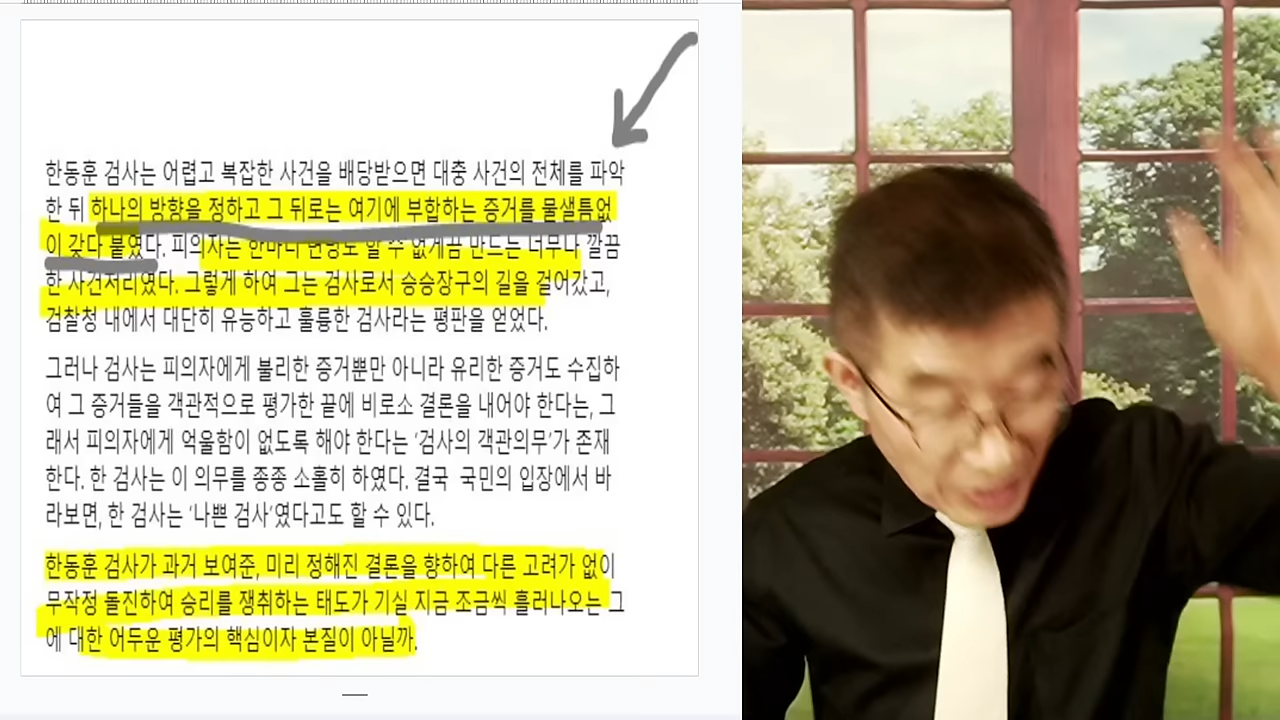 한동훈 검사는 어렵고 복잡한 사건을 배당받으면 대충 사건의 전체를 파악
한 뒤 하나의 방향을 정하고 그 뒤로는 여기에 부합하는 증거를 물샐틈없
이 갖다 붙였다. 피의자는 한마디 변명도 할 수 없게끔 만드는 너무나 깔끔
한 사건처리였다. 그렇게 하여 그는 검사로서 승승장구의 길을 걸어갔고,
검찰청 내에서 대단히 유능하고 훌륭한 검사라는 평판을 얻었다.
그러나 검사는 피의자에게 불리한 증거뿐만 아니라 유리한 증거도 수집하
여 그 증거들을 객관적으로 평가한 끝에 비로소 결론을 내어야 한다는, 그
래서 피의자에게 억울함이 없도록 해야 한다는 '검사의 객관의무'가 존재
한다. 한 검사는 이 의무를 종종 소홀히 하였다. 결국 국민의 입장에서 바
라보면, 한 검사는 '나쁜 검사'였다고도 할 수 있다.
한동훈 검사가 과거 보여준, 미리 정해진 결론을 향하여 다른 고려가 없이
무작정 돌진하여 승리를 쟁취하는 태도가 기실 지금 조금씩 흘러나오는 그
에 대한 어두운 평가의 핵심이자 본질이 아닐까.